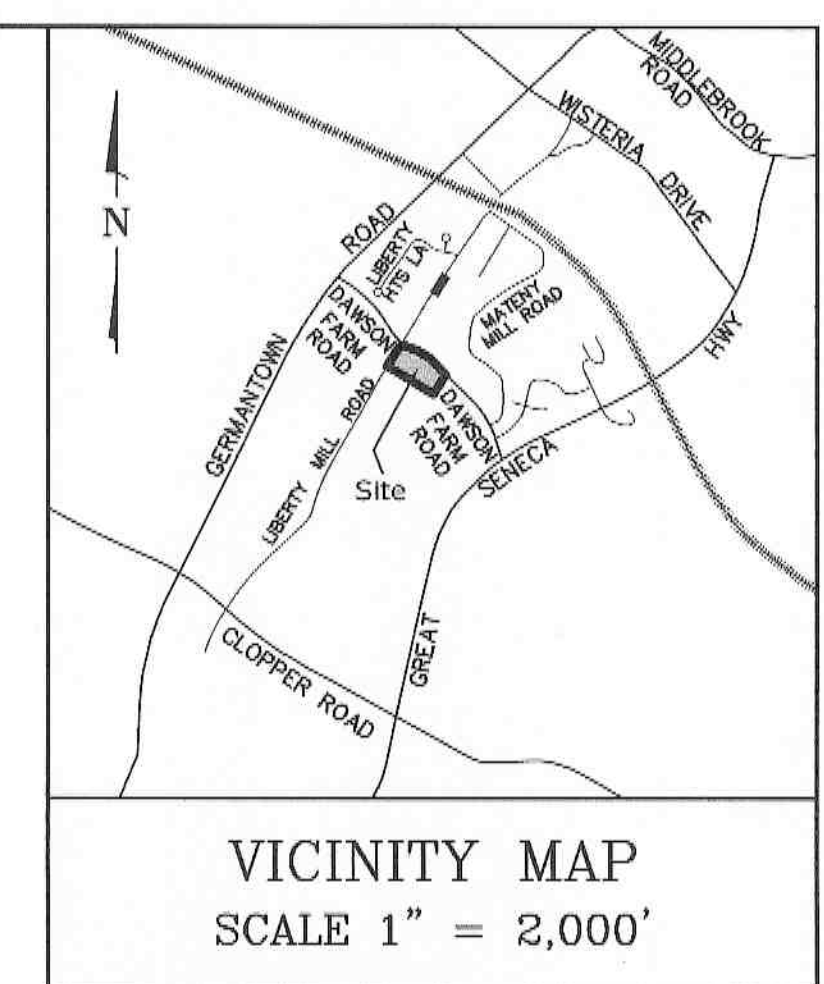 MIDDLEBROOK
ROAD
WISTERIA DRIVE
N
ROAD
LIBERTY
HTS LA
DAWSON
FARM
ROAD
MATENY
MILL ROAD
HWY
GERMANTOWN
LIBERTY MILL ROAD
DAWSON
FARM
ROAD
SENECA
Site
GREAT
CLOPPER ROAD
VICINITY MAP
SCALE 1" = 2,000'